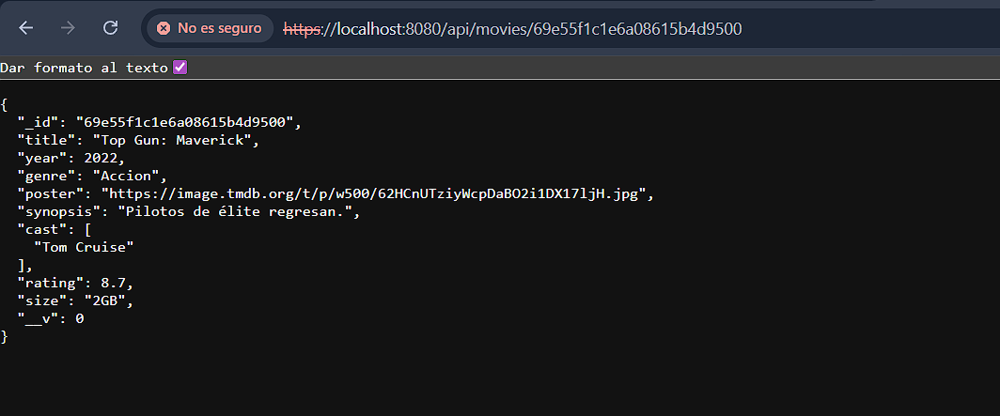 No es seguro https://localhost:8080/api/movies/69e55f1c1e6a08615b4d9500
Dar formato al texto
{
  "_id": "69e55f1c1e6a08615b4d9500",
  "title": "Top Gun: Maverick",
  "year": 2022,
  "genre": "Accion",
  "poster": "https://image.tmdb.org/t/p/w500/62HCnUTziyWcpDaBO2i1DX17ljH.jpg",
  "synopsis": "Pilotos de élite regresan.",
  "cast": [
    "Tom Cruise"
  ],
  "rating": 8.7,
  "size": "2GB",
  "__v": 0
}